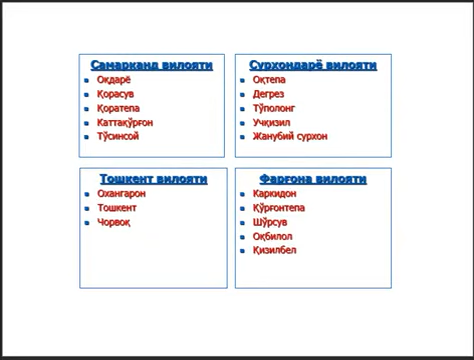 Самарканд вилояти
Оқдарё
Қорасув
Қоратепа
Каттақўрғон
Тўсинсой
Сурхондарё вилояти
Оқтепа
Дегрез
Тўполонг
Учқизил
Жанубий сурхон
Тошкент вилояти
Охангарон
Тошкент
Чорвоқ
Фарғона вилояти
Каркидон
Қўрғонтепа
Шўрсув
Оқбилол
Қизилбел